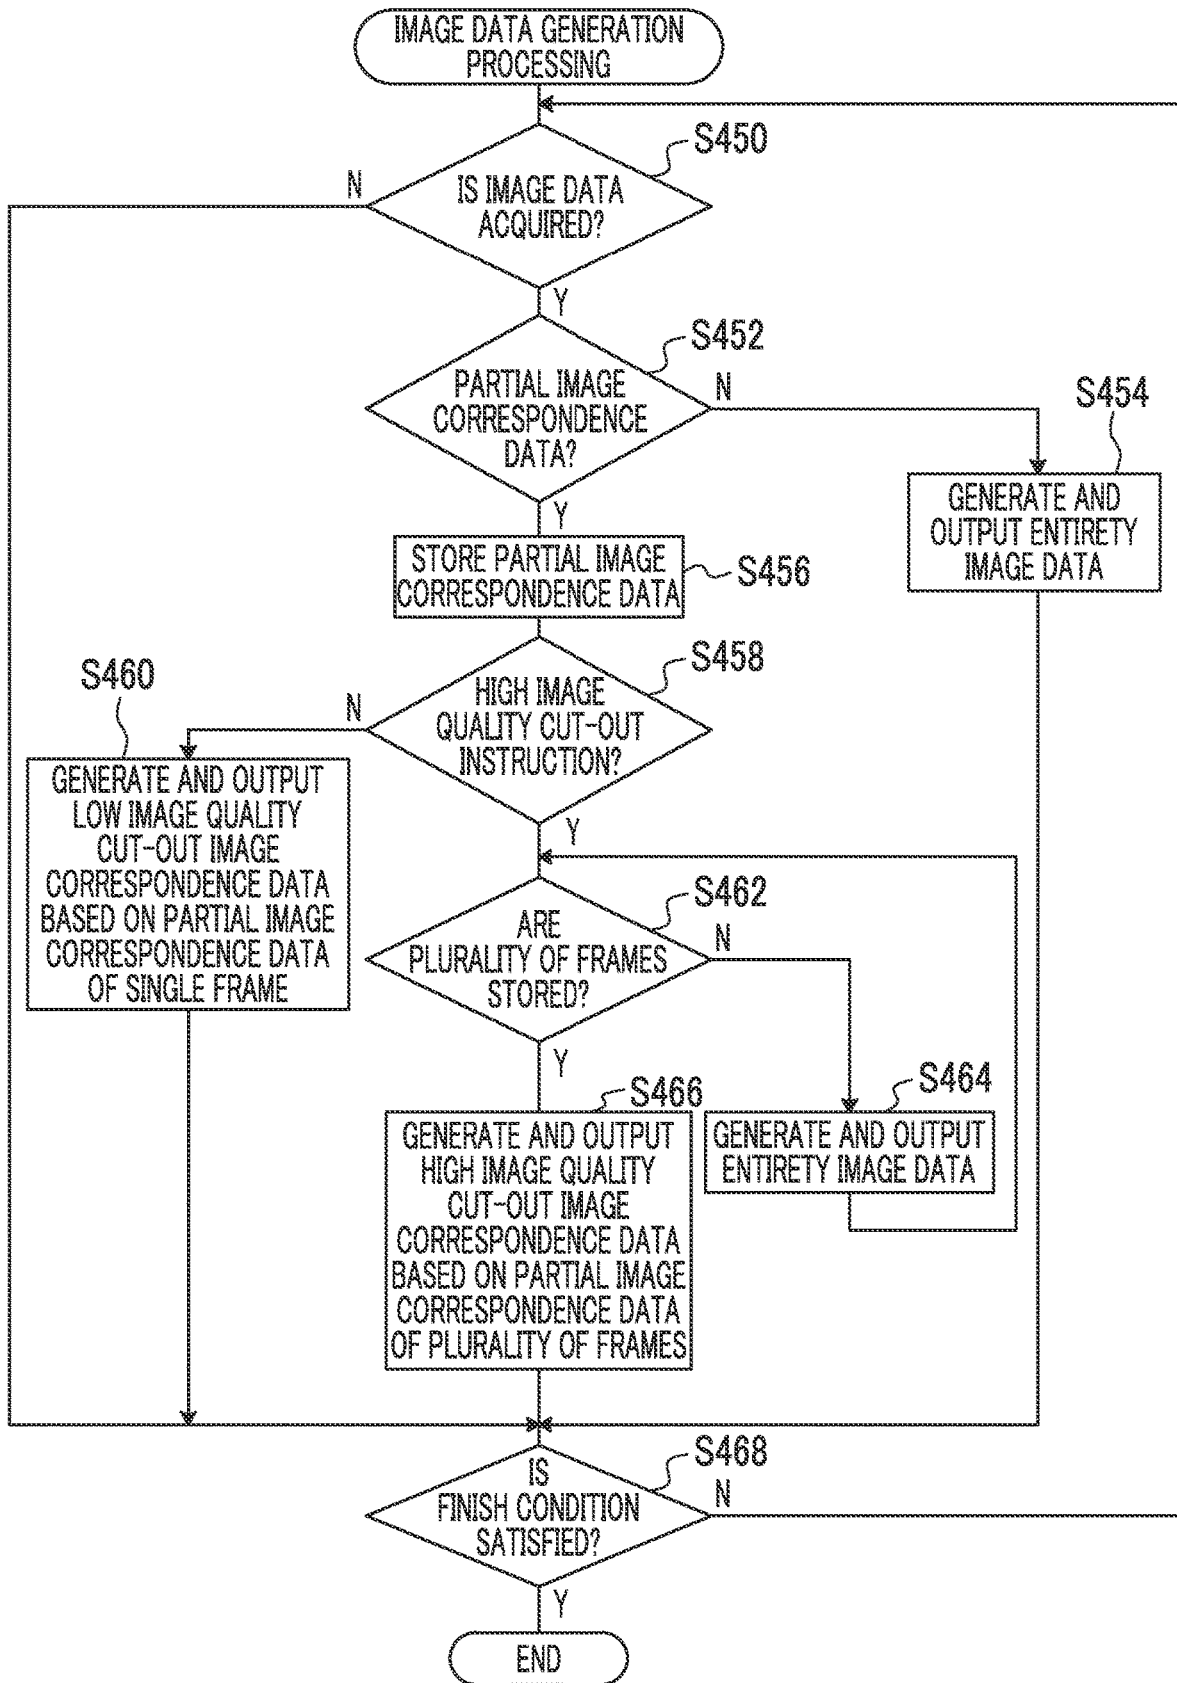 IMAGE DATA GENERATION
PROCESSING
S450
N
IS IMAGE DATA
ACQUIRED?
Y
S452
PARTIAL IMAGE
CORRESPONDENCE
DATA?
N
S454
GENERATE AND
OUTPUT ENTIRETY
IMAGE DATA
Y
STORE PARTIAL IMAGE
CORRESPONDENCE DATA
S456
S458
HIGH IMAGE
QUALITY CUT-OUT
INSTRUCTION?
N
S460
GENERATE AND OUTPUT
LOW IMAGE QUALITY
CUT-OUT IMAGE
CORRESPONDENCE DATA
BASED ON PARTIAL IMAGE
CORRESPONDENCE DATA
OF SINGLE FRAME
Y
S462
ARE
PLURALITY OF FRAMES
STORED?
N
Y
S464
GENERATE AND OUTPUT
ENTIRETY IMAGE DATA
S466
GENERATE AND OUTPUT
HIGH IMAGE QUALITY
CUT-OUT IMAGE
CORRESPONDENCE DATA
BASED ON PARTIAL IMAGE
CORRESPONDENCE DATA
OF PLURALITY OF FRAMES
S468
IS
FINISH CONDITION
SATISFIED?
N
Y
END